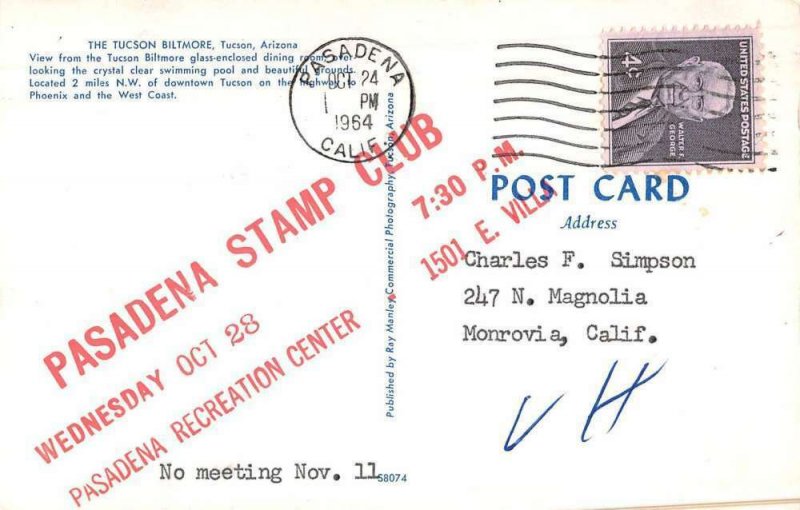 THE TUCSON BILTMORE, Tucson, Arizona
View from the Tucson Biltmore glass-enclosed dining room, over
looking the crystal clear swimming pool and beautiful grounds.
Located 2 miles N.W. of downtown Tucson on the highway to
Phoenix and the West Coast.
PASADENA
OCT 24
PM
1964
CALIF
4¢
UNITED STATES POSTAGE
WALTER F.
GEORGE
PASADENA STAMP CLUB
7:30 P.M.
WEDNESDAY OCT 28
PASADENA RECREATION CENTER - 1501 E. VILLA
POST CARD
Address
Charles F. Simpson
247 N. Magnolia
Monrovia, Calif.
V H
No meeting Nov. 11
58074
Published by Ray Manley Commercial Photography Tucson, Arizona